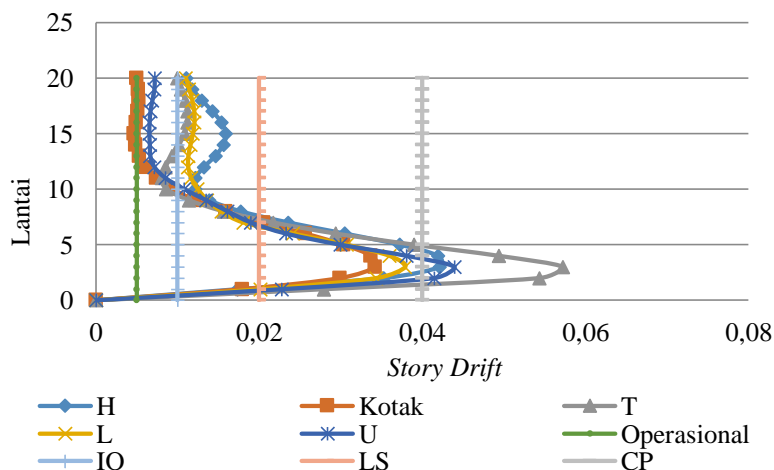 25
20
15
10
5
0
Lantai
0 0,02 0,04 0,06 0,08
Story Drift
H Kotak T
L U Operasional
IO LS CP